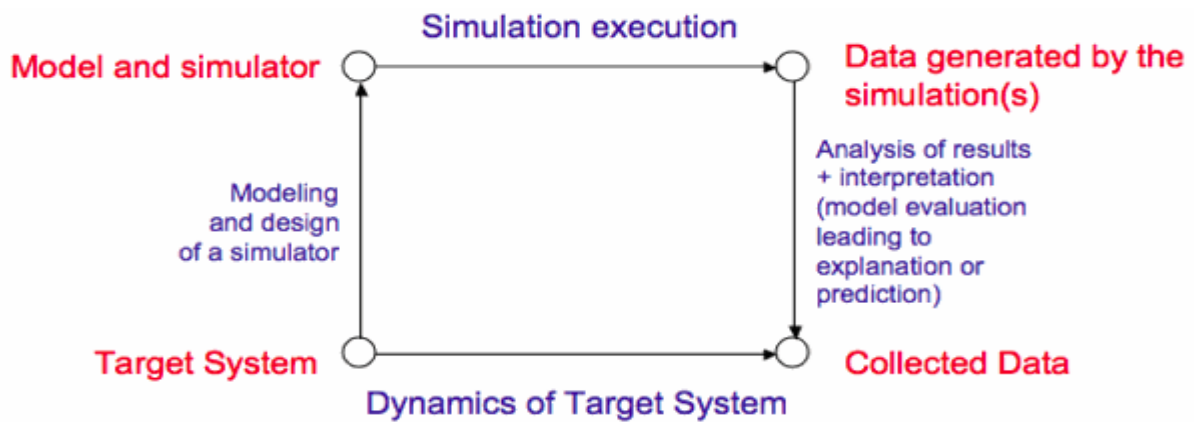 Simulation execution
Model and simulator
Data generated by the
simulation(s)
Modeling
and design
of a simulator
Analysis of results
+ interpretation
(model evaluation
leading to
explanation or
prediction)
Target System
Collected Data
Dynamics of Target System